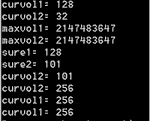 curvol1= 128
curvol2= 32
maxvol1= 2147483647
maxvol2= 2147483647
sure1= 128
sure2= 101
curvol2= 101
curvol2= 256
curvol1= 256
curvol1= 256